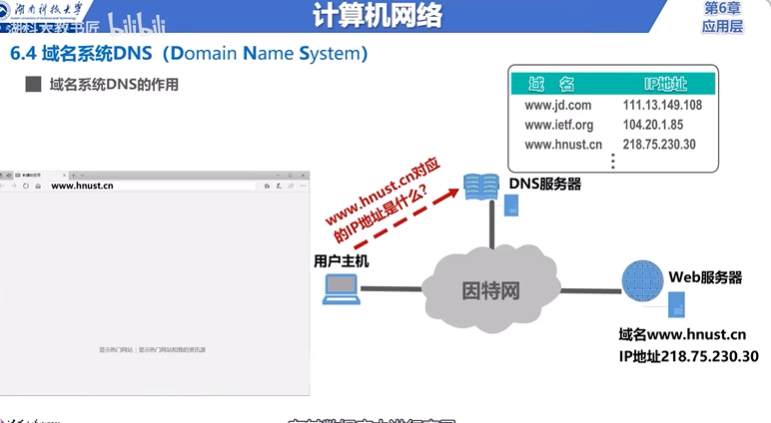 湖南科技大学
计算机网络
第6章
应用层
湖科大教书匠 bilibili
6.4 域名系统DNS（Domain Name System）
域名系统DNS的作用
域 名 IP地址
www.jd.com 111.13.149.108
www.ietf.org 104.20.1.85
www.hnust.cn 218.75.230.30
⋮
www.hnust.cn
www.hnust.cn对应
的IP地址是什么?
DNS服务器
用户主机
因特网
Web服务器
域名www.hnust.cn
IP地址218.75.230.30
显示热门网站 | 显示热门网站和我的资讯源